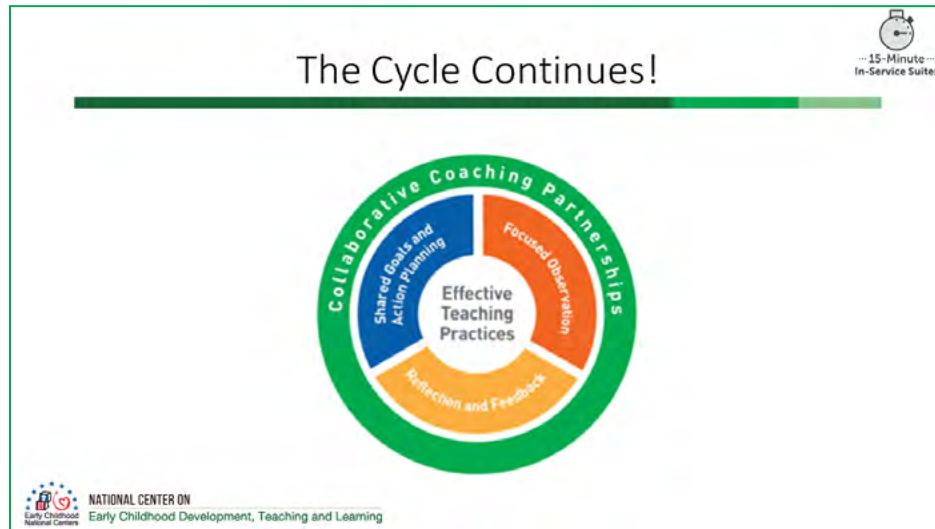 The Cycle Continues!
15-Minute
In-Service Suites
Collaborative Coaching Partnerships
Shared Goals and
Action Planning
Focused Observation
Effective
Teaching
Practices
Reflection and Feedback
Early Childhood
National Centers
NATIONAL CENTER ON
Early Childhood Development, Teaching and Learning